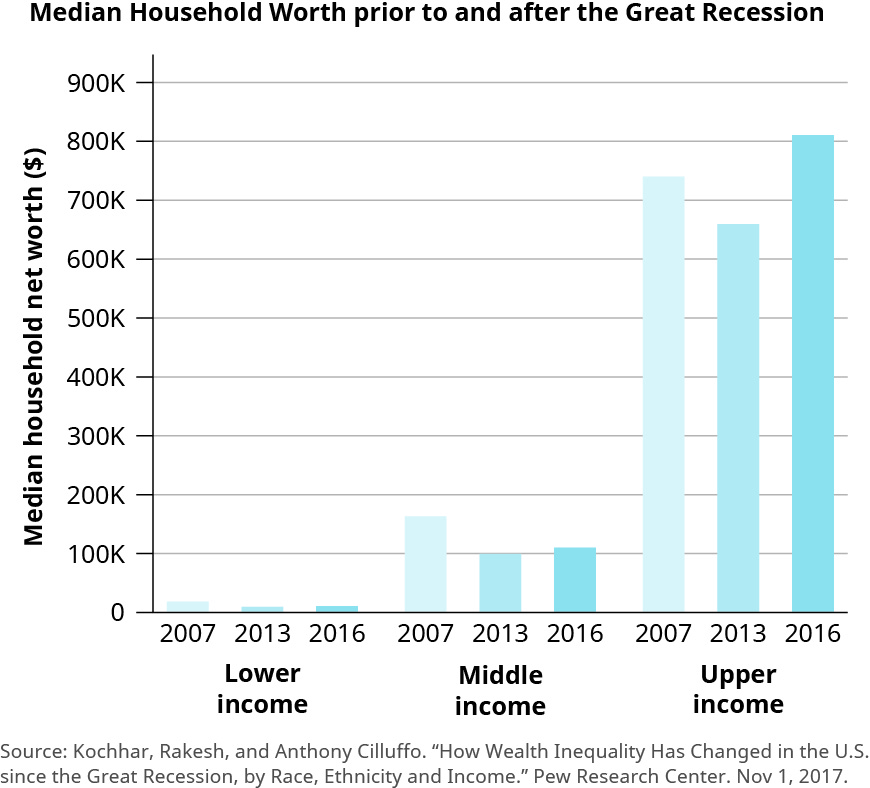 Median Household Worth prior to and after the Great Recession
Median household net worth ($)
900K
800K
700K
600K
500K
400K
300K
200K
100K
0
2007 2013 2016 2007 2013 2016 2007 2013 2016
Lower income
Middle income
Upper income
Source: Kochhar, Rakesh, and Anthony Cilluffo. “How Wealth Inequality Has Changed in the U.S.
since the Great Recession, by Race, Ethnicity and Income.” Pew Research Center. Nov 1, 2017.